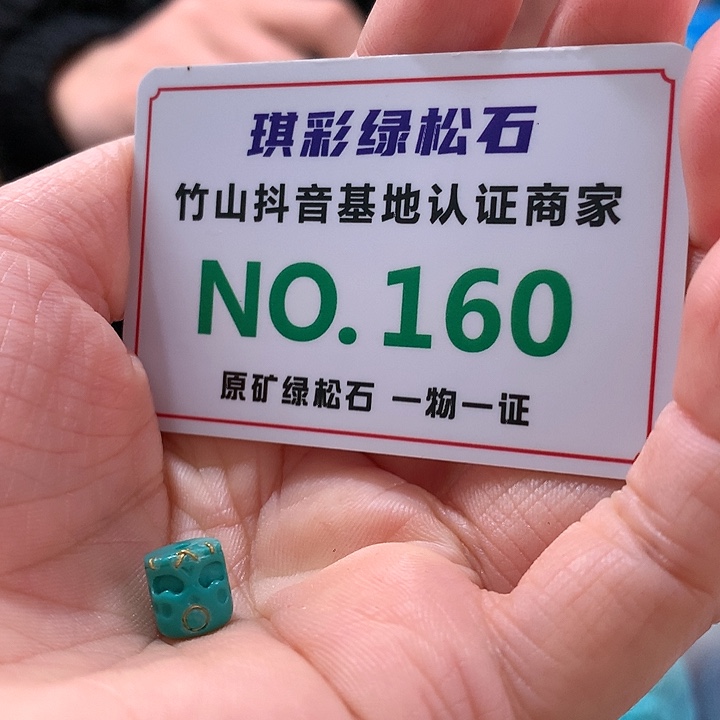 琪彩绿松石
竹山抖音基地认证商家
NO.160
原矿绿松石 一物一证